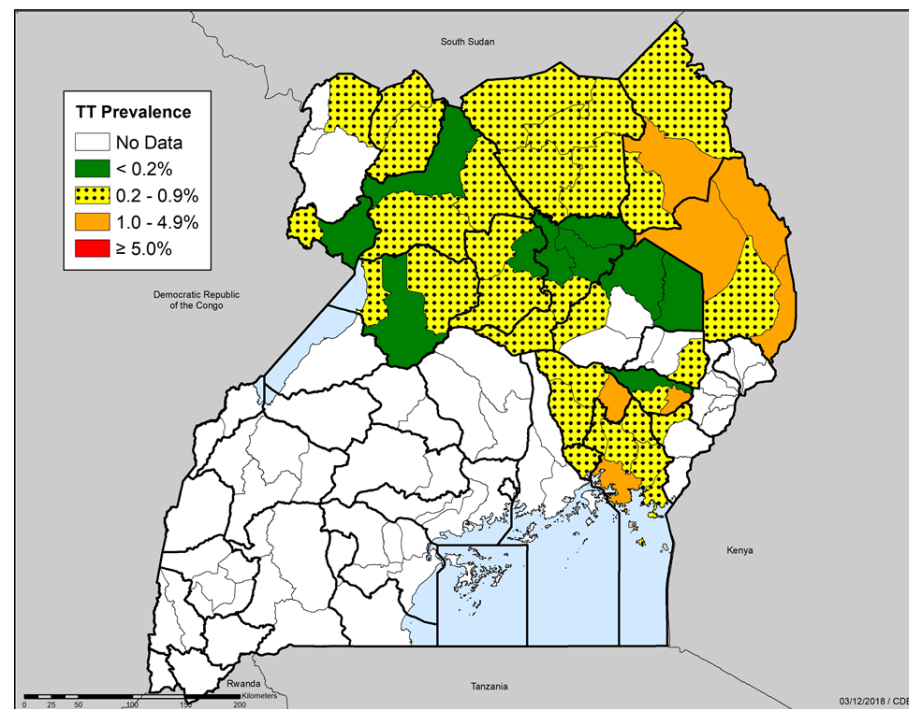 South Sudan
TT Prevalence
No Data
< 0.2%
0.2 - 0.9%
1.0 - 4.9%
≥ 5.0%
Democratic Republic
of the Congo
Kenya
Rwanda
Kilometers
0 25 50 100 150 200
Tanzania
03/12/2018 / CDE